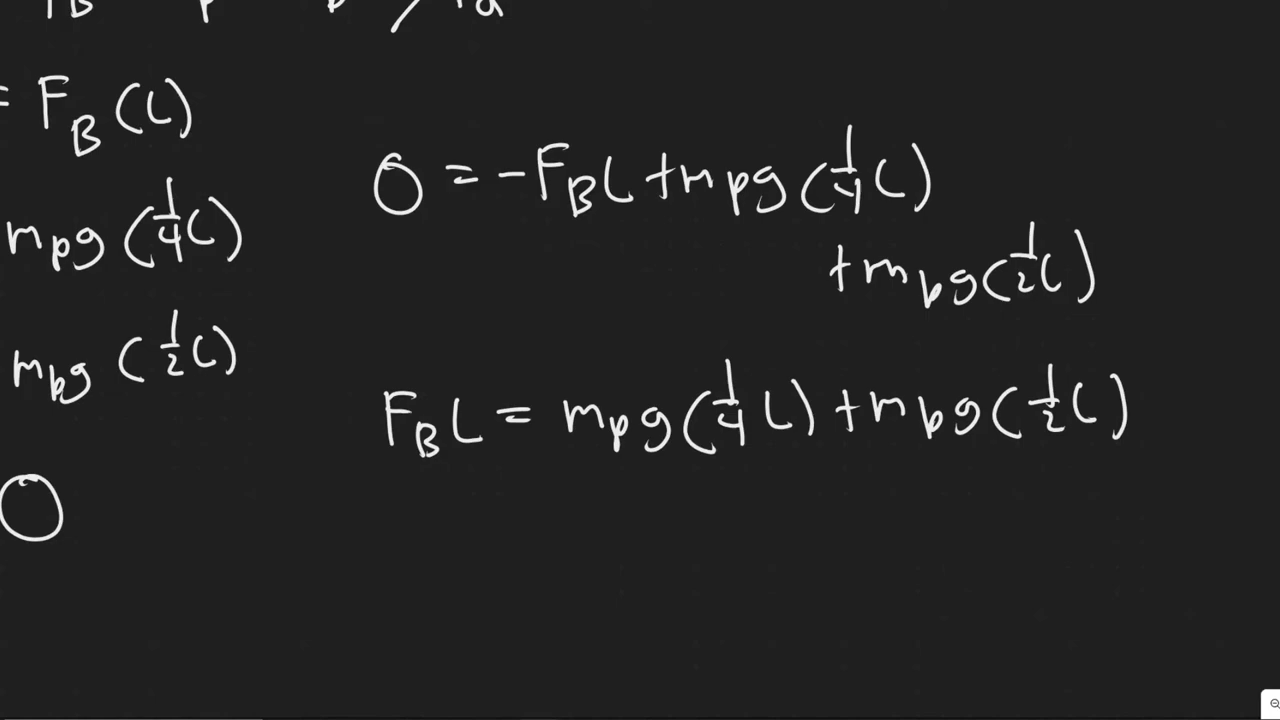 = F_B (L)
m_p g (1/4 L)
m_b g (1/2 L)
0
0 = -F_B L + m_p g (1/4 L)
+ m_b g (1/2 L)
F_B L = m_p g (1/4 L) + m_b g (1/2 L)